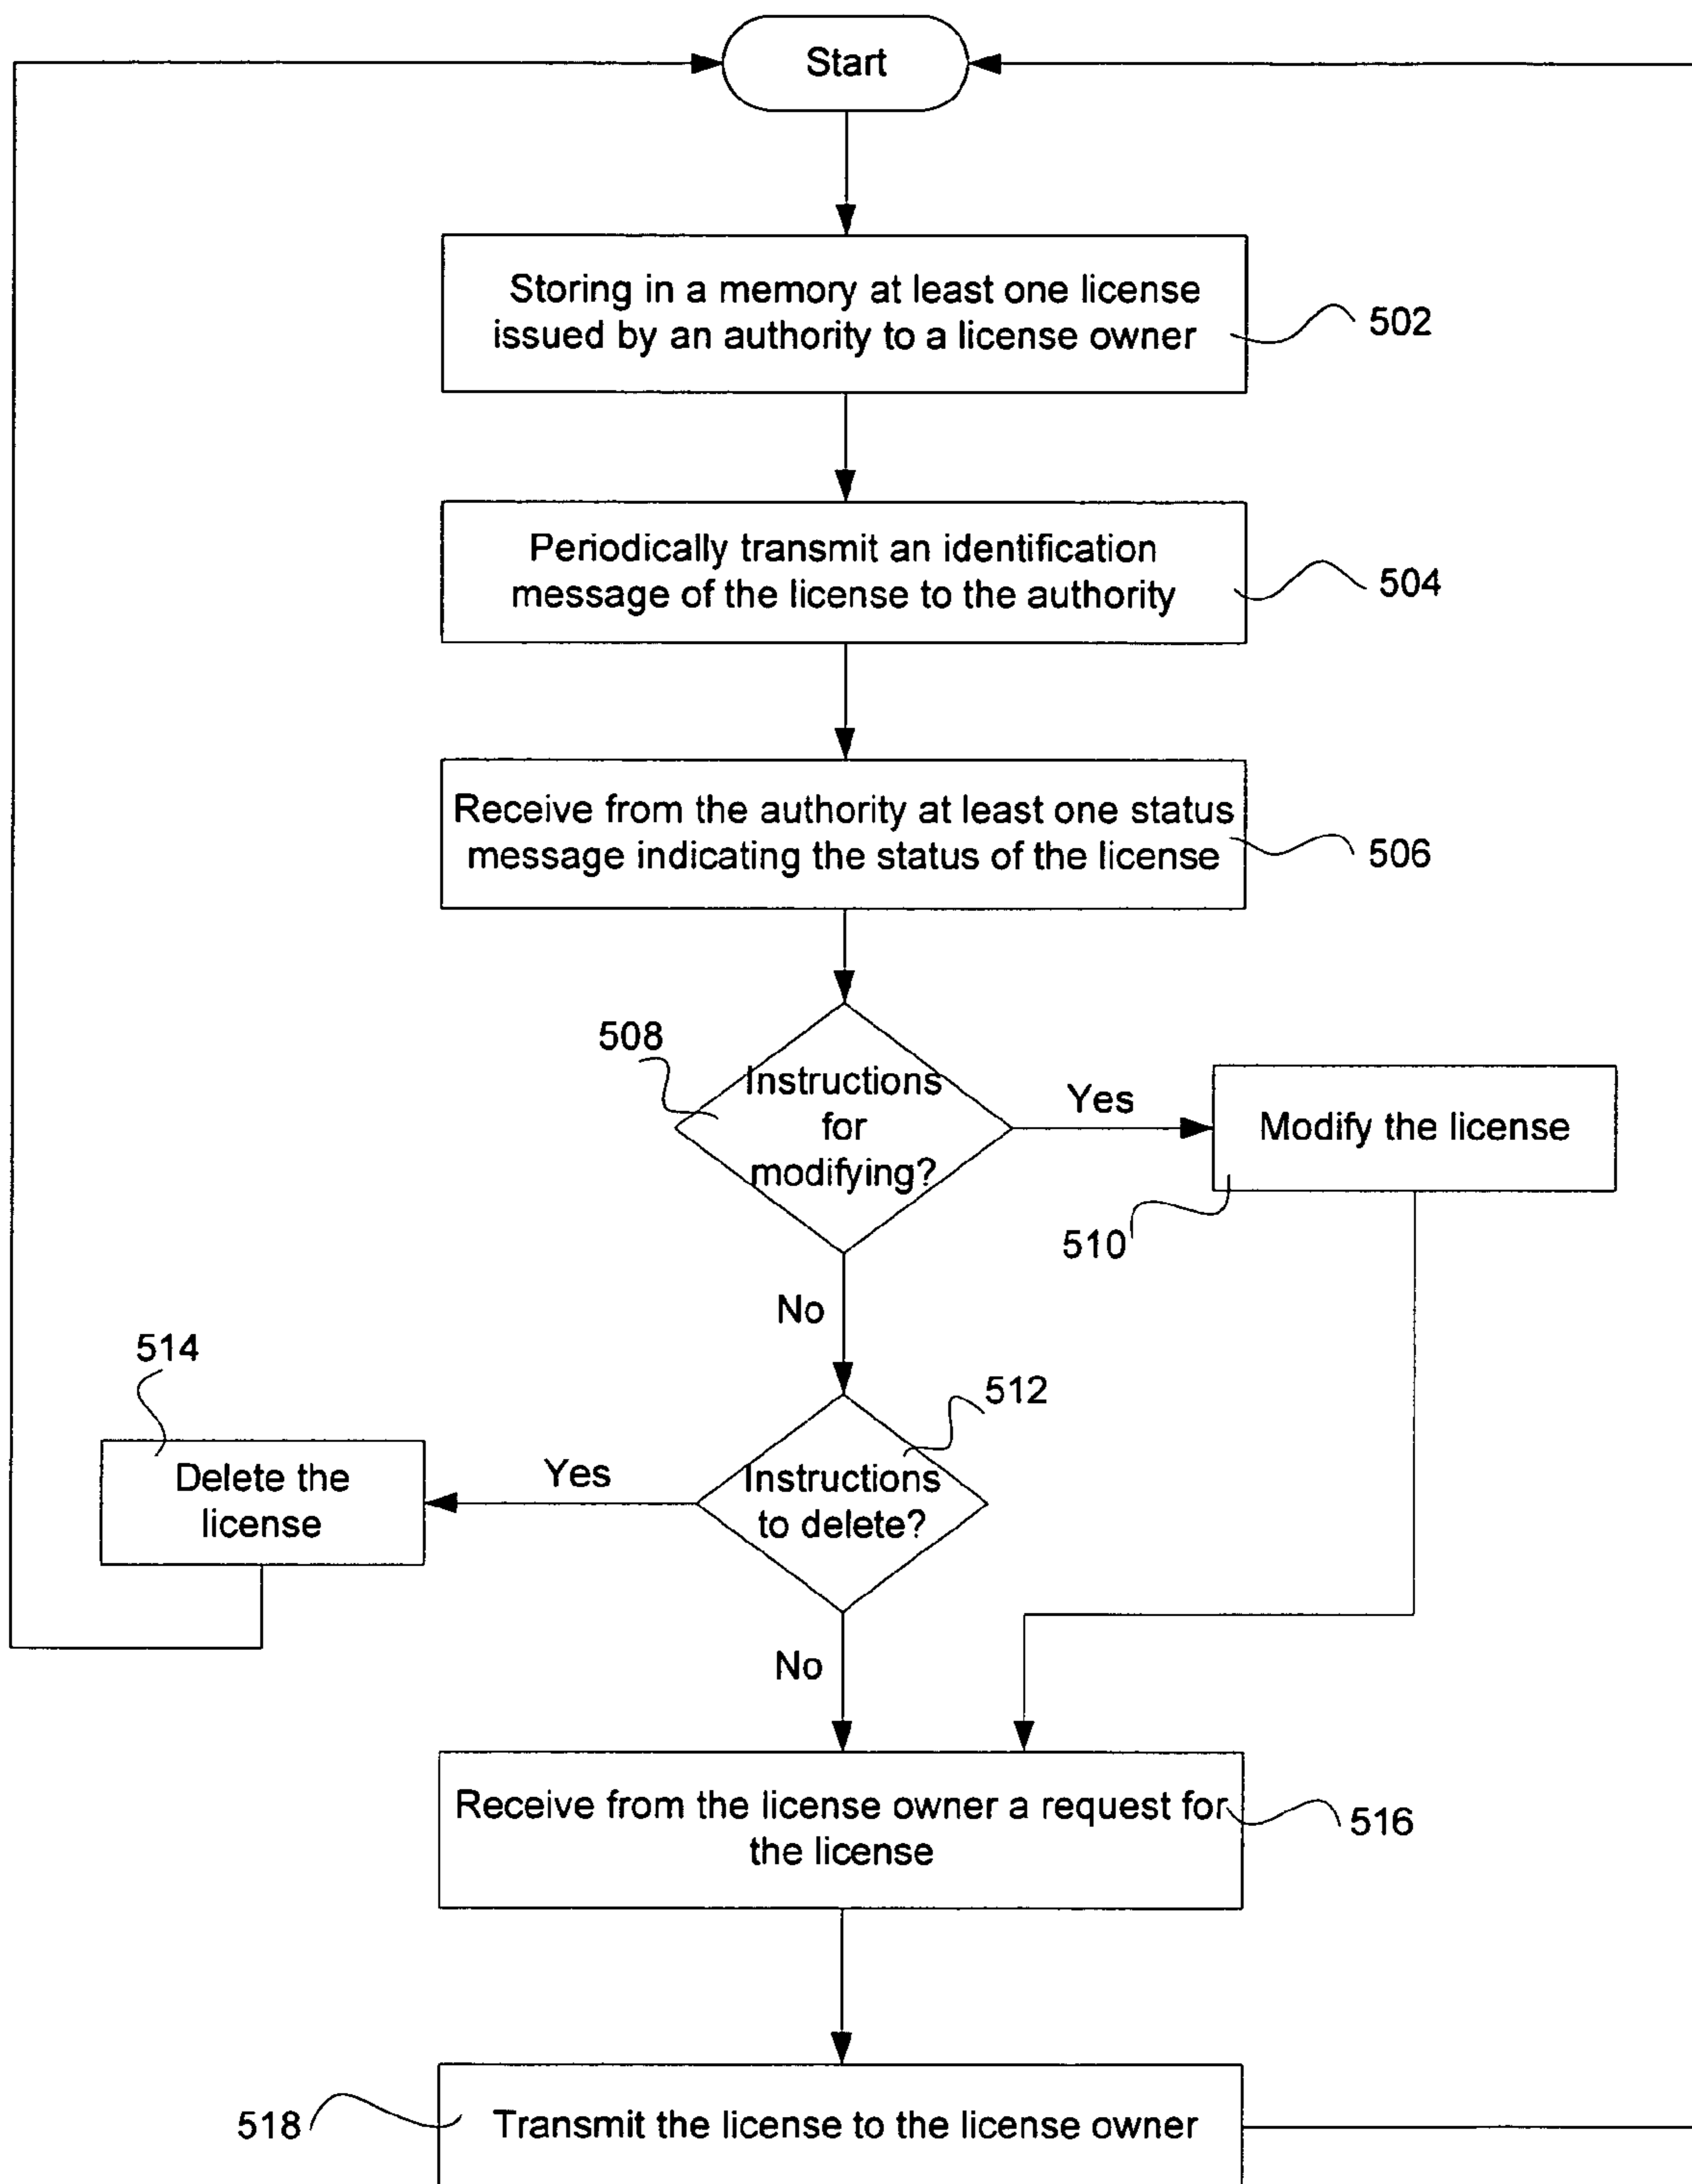 Start
Storing in a memory at least one license
issued by an authority to a license owner
502
Periodically transmit an identification
message of the license to the authority
504
Receive from the authority at least one status
message indicating the status of the license
506
508
Instructions
for
modifying?
Yes
Modify the license
510
No
514
512
Delete the
license
Yes
Instructions
to delete?
No
Receive from the license owner a request for
the license
516
518
Transmit the license to the license owner